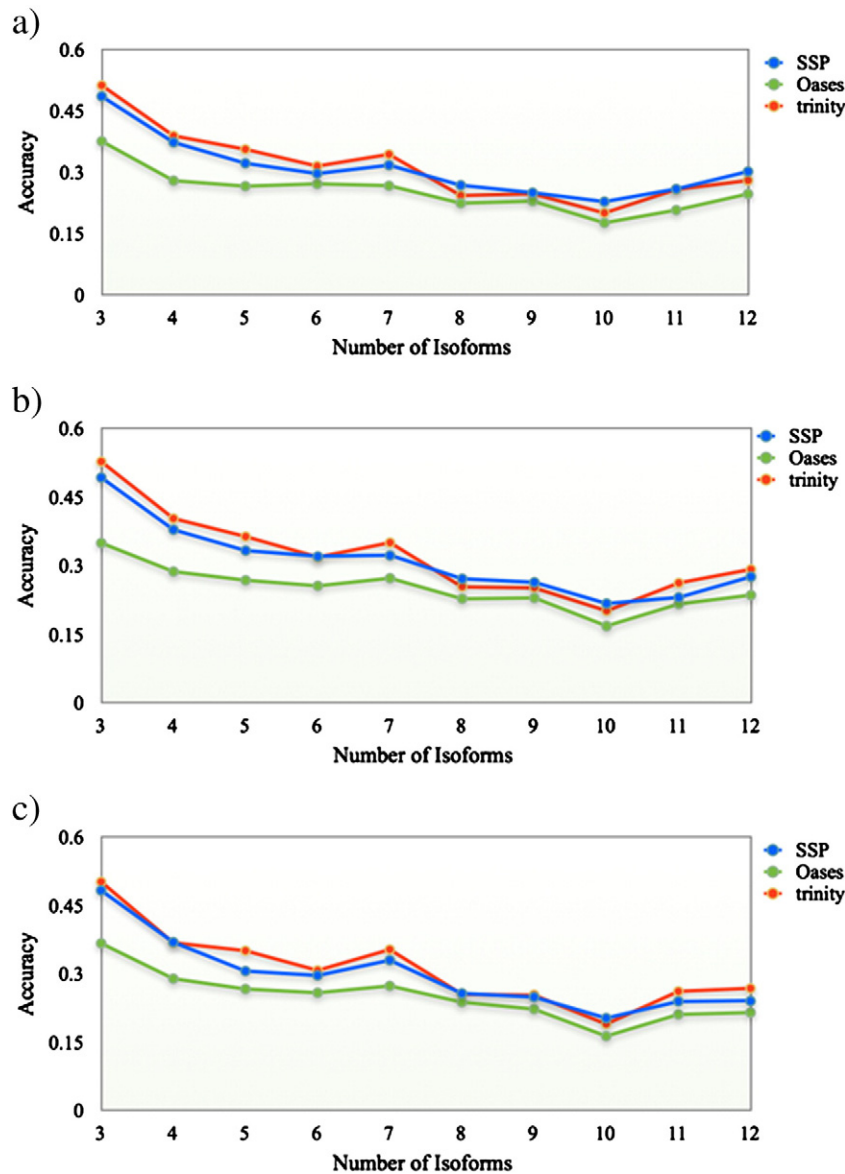 a)
0.6
0.45
0.3
0.15
0
Accuracy
3 4 5 6 7 8 9 10 11 12
Number of Isoforms
SSP
Oases
trinity
b)
0.6
0.45
0.3
0.15
0
Accuracy
3 4 5 6 7 8 9 10 11 12
Number of Isoforms
SSP
Oases
trinity
c)
0.6
0.45
0.3
0.15
0
Accuracy
3 4 5 6 7 8 9 10 11 12
Number of Isoforms
SSP
Oases
trinity